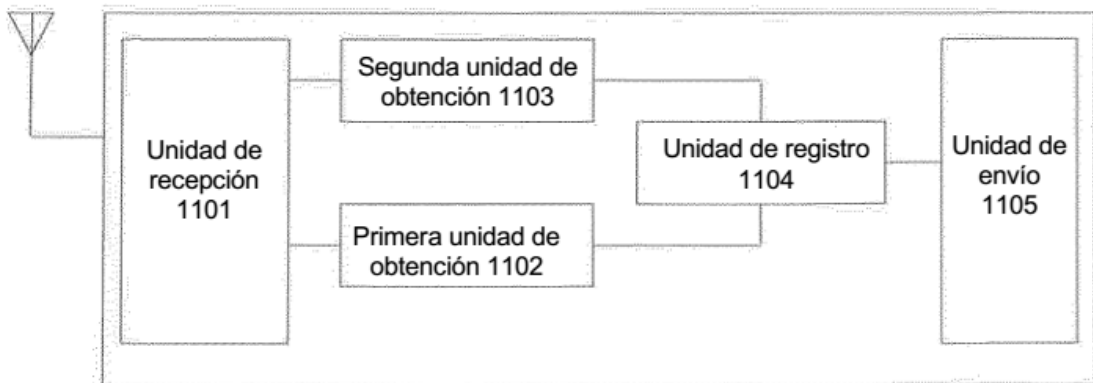 Unidad de
recepción
1101
Segunda unidad de
obtención 1103
Primera unidad de
obtención 1102
Unidad de registro
1104
Unidad de
envío
1105